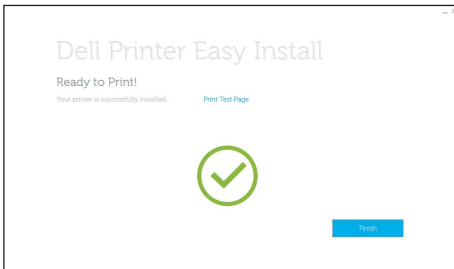 Dell Printer Easy Install
Ready to Print!
Your printer is successfully installed. Print Test Page
Finish